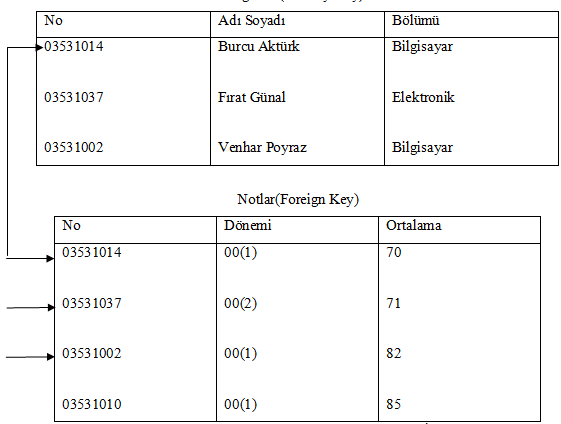 No Adı Soyadı Bölümü
03531014 Burcu Aktürk Bilgisayar
03531037 Fırat Günal Elektronik
03531002 Venhar Poyraz Bilgisayar
Notlar(Foreign Key)
No Dönemi Ortalama
03531014 00(1) 70
03531037 00(2) 71
03531002 00(1) 82
03531010 00(1) 85